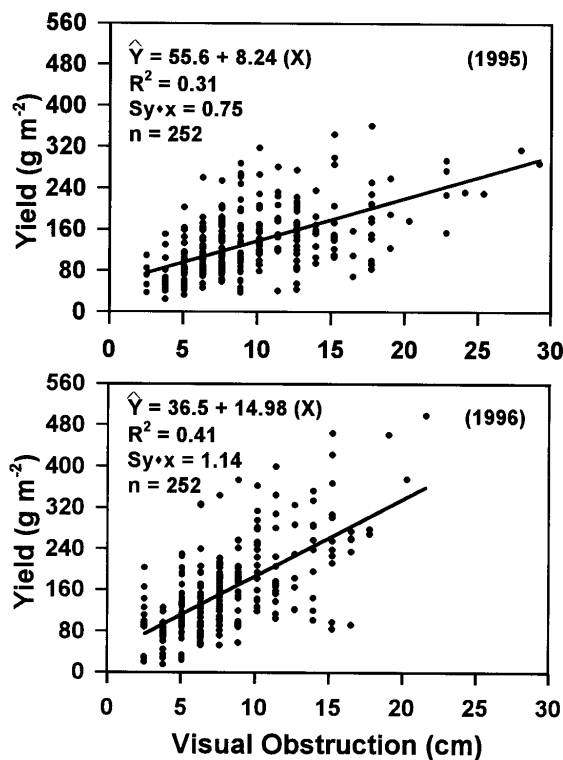 560
480
400
320
240
160
80
0
Yield (g m⁻²)
Ŷ = 55.6 + 8.24 (X)
R² = 0.31
Sy•x = 0.75
n = 252
(1995)
0 5 10 15 20 25 30
560
480
400
320
240
160
80
0
Yield (g m⁻²)
Ŷ = 36.5 + 14.98 (X)
R² = 0.41
Sy•x = 1.14
n = 252
(1996)
0 5 10 15 20 25 30
Visual Obstruction (cm)